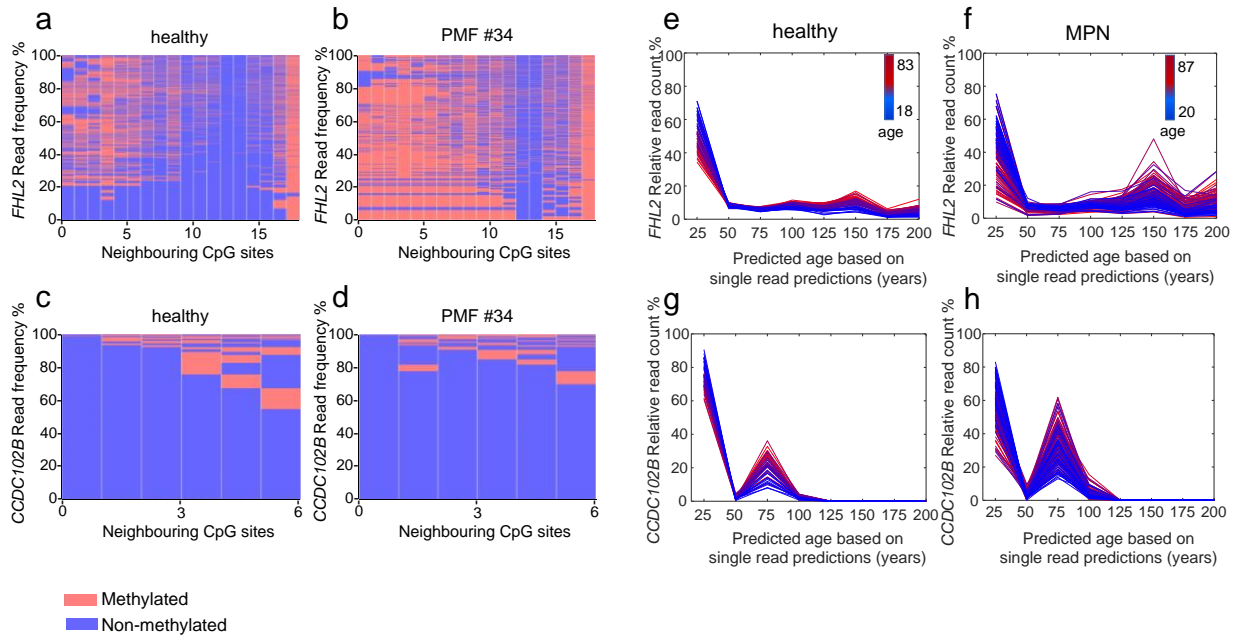 a
healthy
FHL2 Read frequency %
100
80
60
40
20
0
0 5 10 15
Neighbouring CpG sites
b
PMF #34
FHL2 Read frequency %
100
80
60
40
20
0
0 5 10 15
Neighbouring CpG sites
c
healthy
CCDC102B Read frequency %
100
80
60
40
20
0
0 3 6
Neighbouring CpG sites
d
PMF #34
CCDC102B Read frequency %
100
80
60
40
20
0
0 3 6
Neighbouring CpG sites
Methylated
Non-methylated
e
healthy
FHL2 Relative read count %
100
80
60
40
20
0
83
18
age
25 50 75 100 125 150 175 200
Predicted age based on
single read predictions (years)
f
MPN
FHL2 Relative read count %
100
80
60
40
20
0
87
20
age
25 50 75 100 125 150 175 200
Predicted age based on
single read predictions (years)
g
CCDC102B Relative read count %
100
80
60
40
20
0
25 50 75 100 125 150 175 200
Predicted age based on
single read predictions (years)
h
CCDC102B Relative read count %
100
80
60
40
20
0
25 50 75 100 125 150 175 200
Predicted age based on
single read predictions (years)